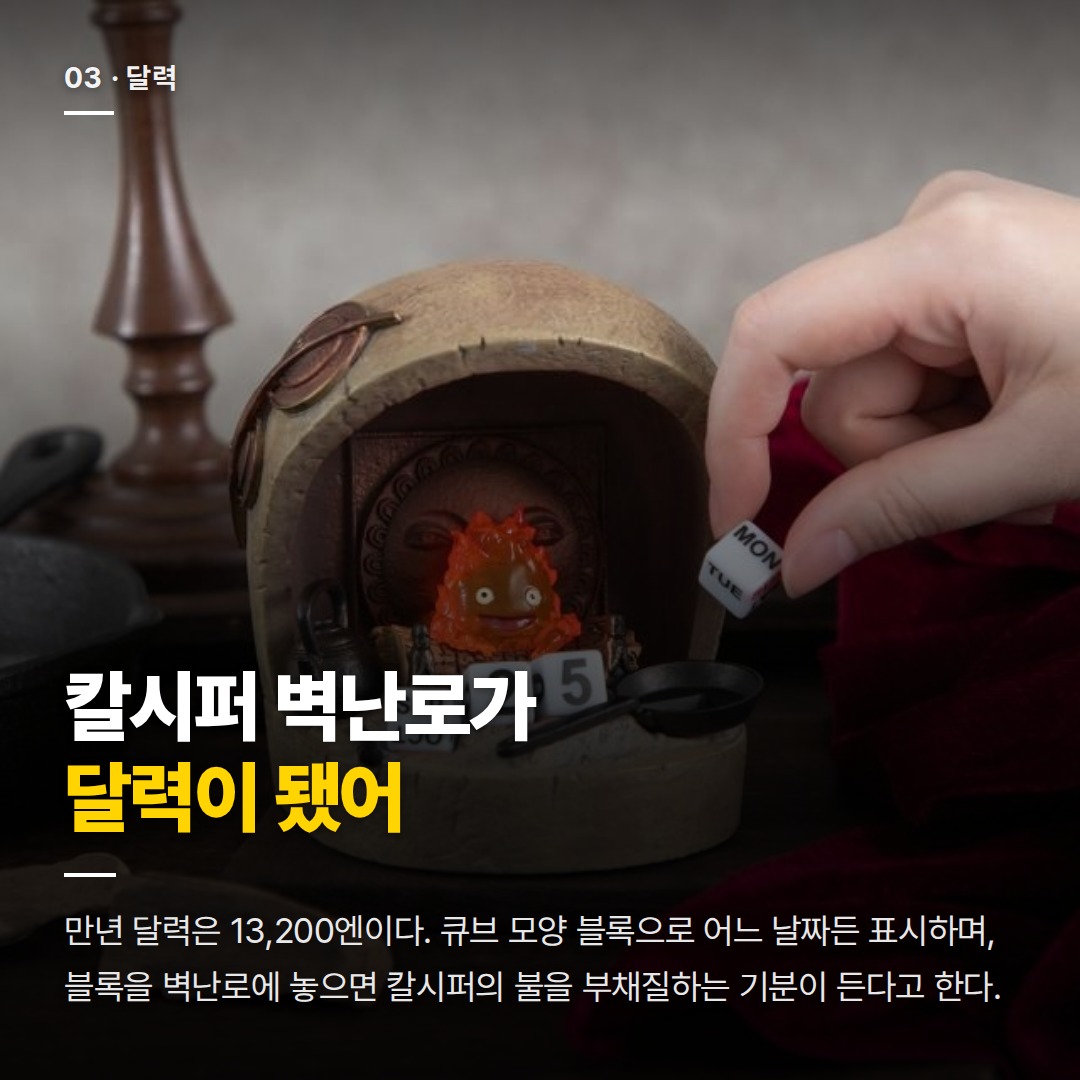 03 · 달력
MON
TUE
5
칼시퍼 벽난로가
달력이 됐어
만년 달력은 13,200엔이다. 큐브 모양 블록으로 어느 날짜든 표시하며,
블록을 벽난로에 놓으면 칼시퍼의 불을 부채질하는 기분이 든다고 한다.